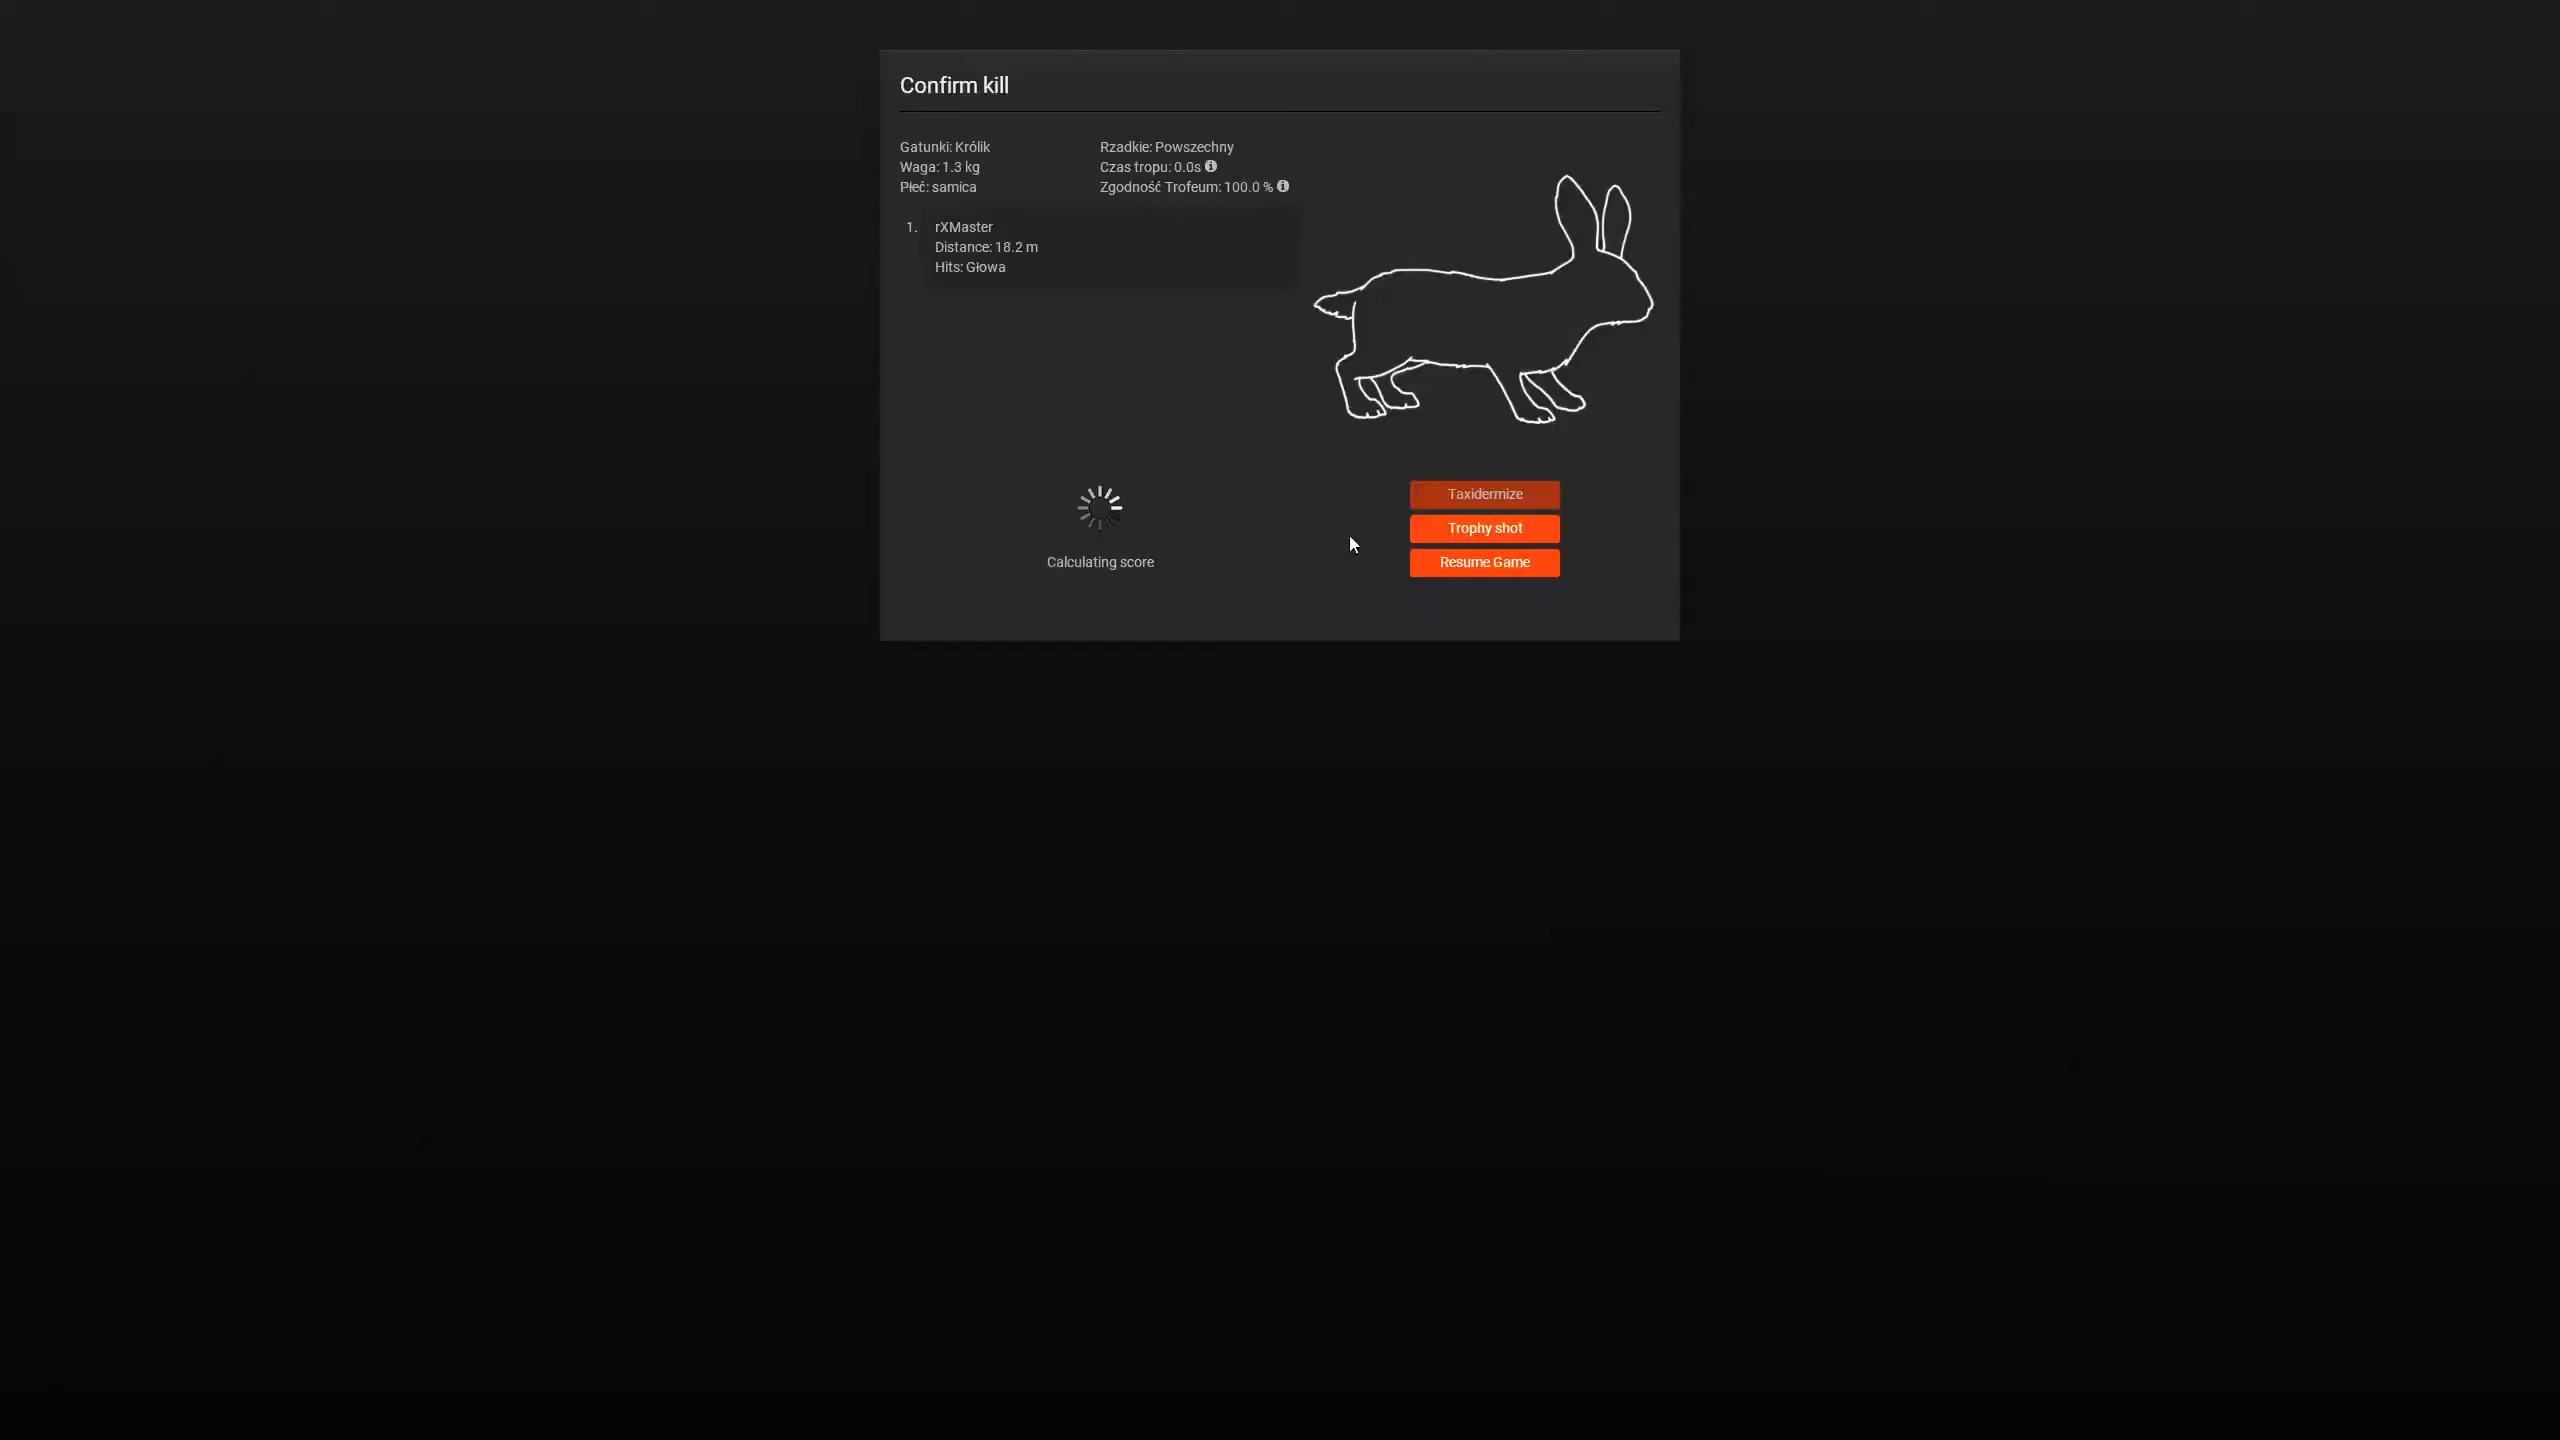 Confirm kill
Gatunki: Królik
Waga: 1.3 kg
Płeć: samica
Rzadkie: Powszechny
Czas tropu: 0.0s
Zgodność Trofeum: 100.0 %
1. rXMaster
Distance: 18.2 m
Hits: Głowa
Calculating score
Taxidermize
Trophy shot
Resume Game